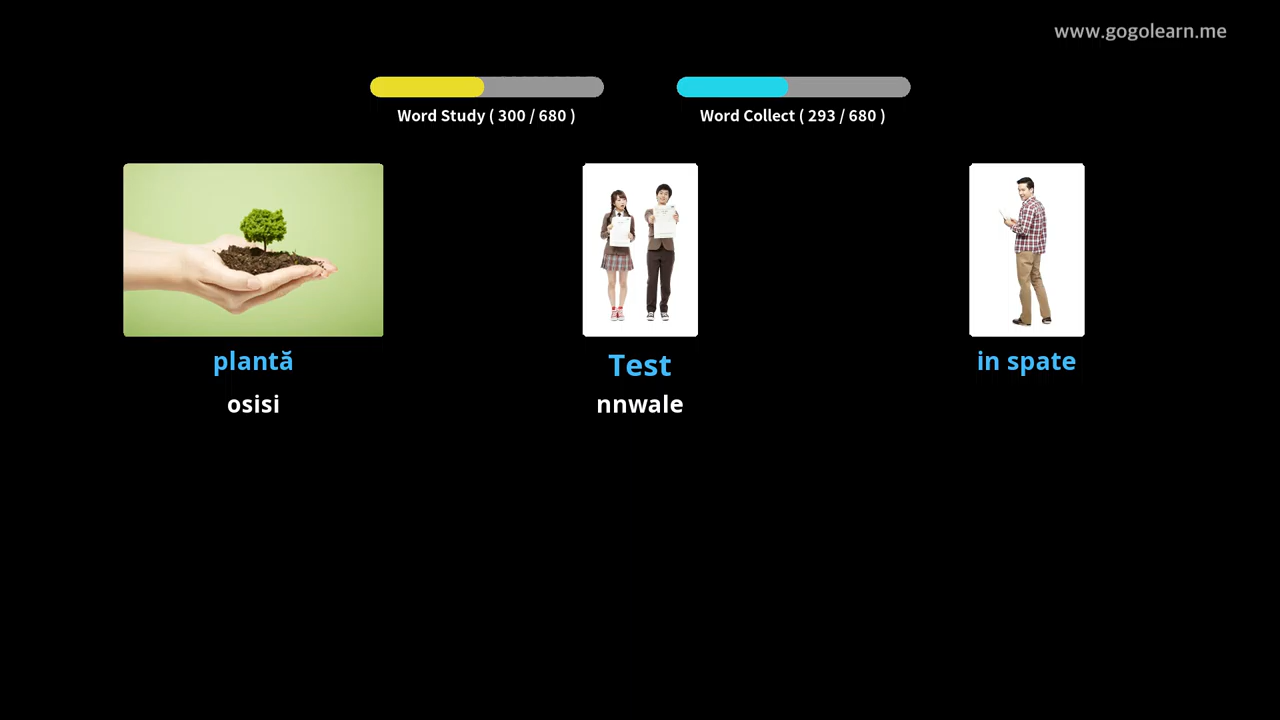 www.gogolearn.me
Word Study ( 300 / 680 )
Word Collect ( 293 / 680 )
plantă
osisi
Test
nnwale
in spate